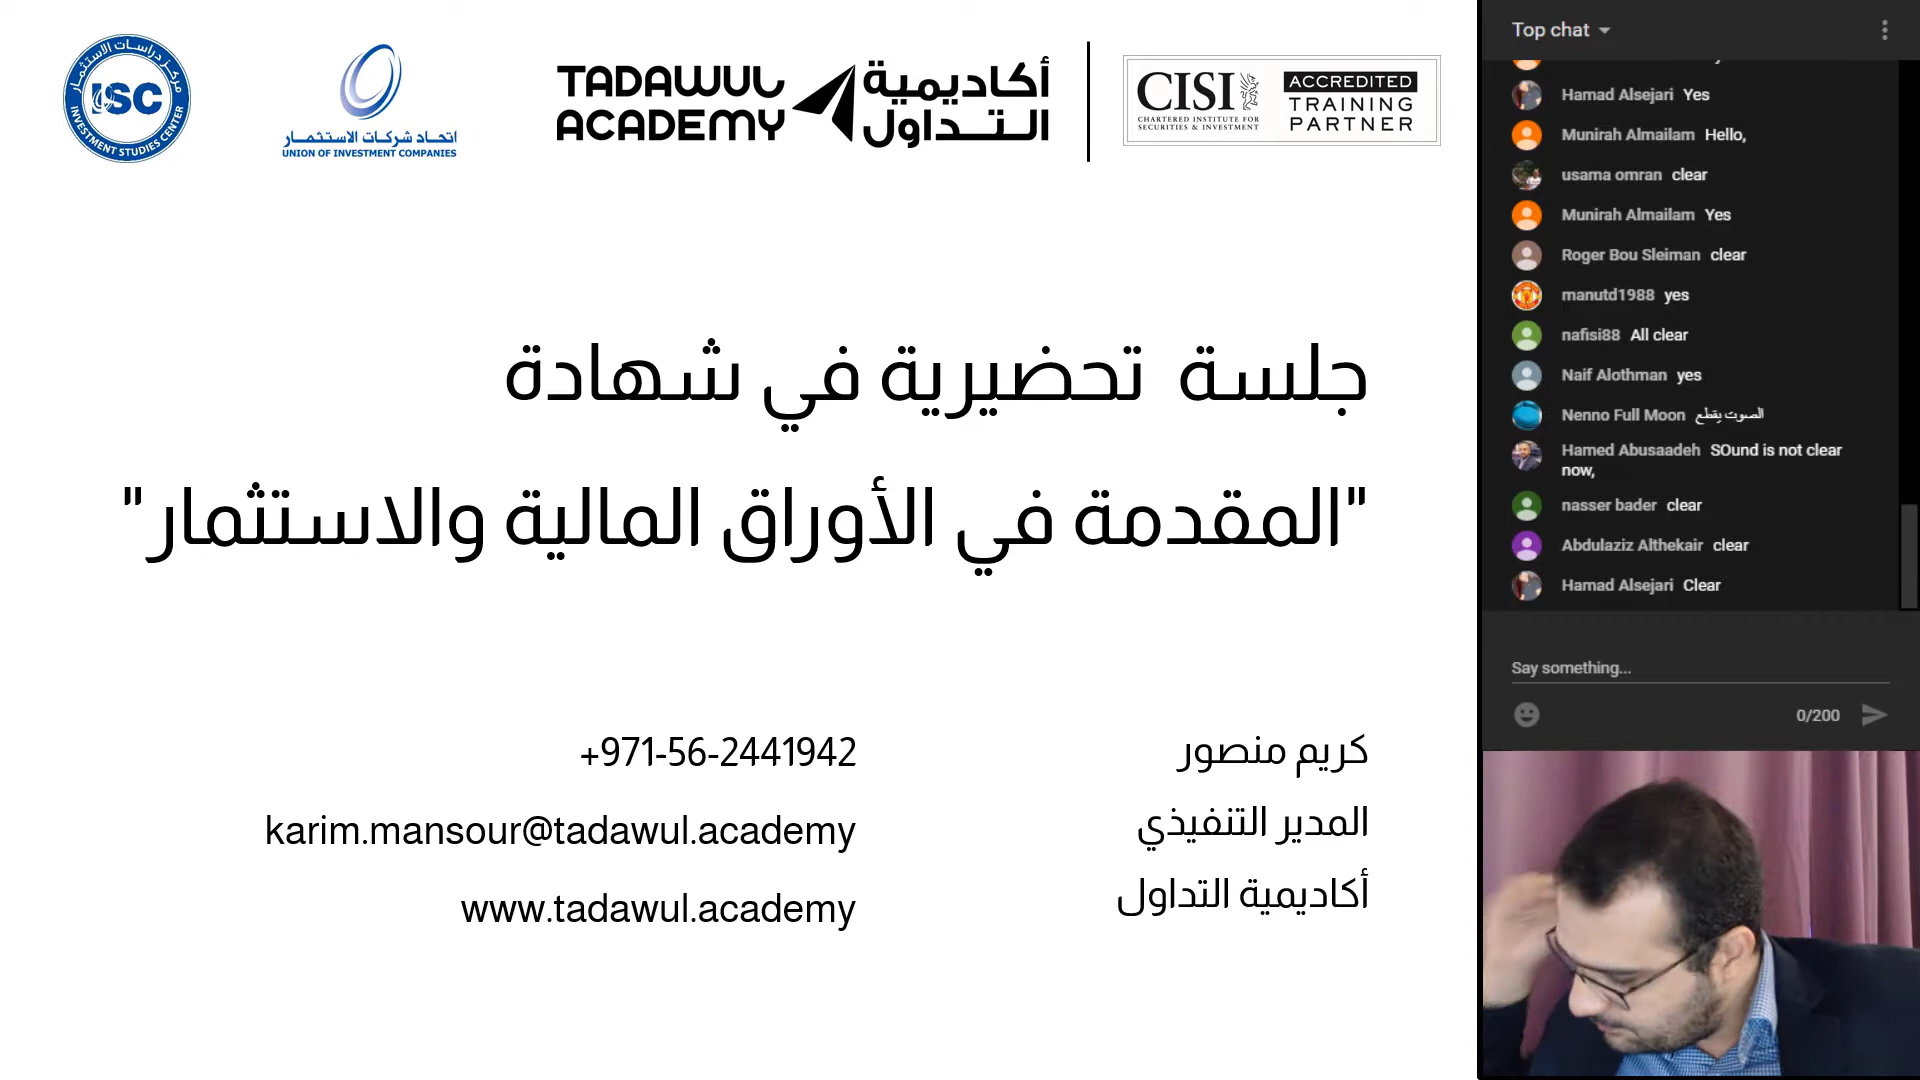 مركز دراسات الاستثمار
ISC
INVESTMENT STUDIES CENTER
اتحاد شركات الاستثمار
UNION OF INVESTMENT COMPANIES
TADAWUL
ACADEMY
أكاديمية
التداول
CISI
CHARTERED INSTITUTE FOR
SECURITIES & INVESTMENT
ACCREDITED
TRAINING
PARTNER
جلسة تحضيرية في شهادة
"المقدمة في الأوراق المالية والاستثمار"
كريم منصور
+971-56-2441942
المدير التنفيذي
karim.mansour@tadawul.academy
أكاديمية التداول
www.tadawul.academy
Top chat
Hamad Alsejari Yes
Munirah Almailam Hello,
usama omran clear
Munirah Almailam Yes
Roger Bou Sleiman clear
manutd1988 yes
nafisi88 All clear
Naif Alothman yes
Nenno Full Moon الصوت يقطع
Hamed Abusaadeh SOund is not clear
now,
nasser bader clear
Abdulaziz Althekair clear
Hamad Alsejari Clear
Say something...
0/200